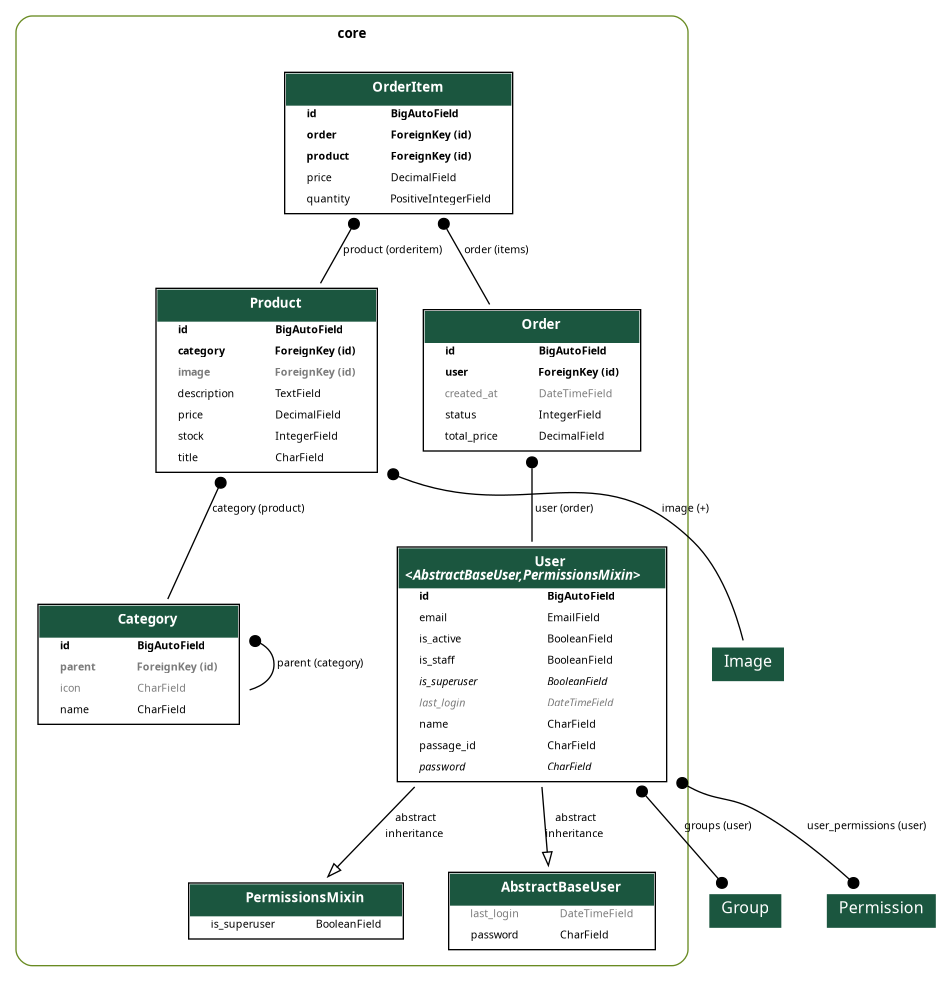 core
OrderItem
id BigAutoField
order ForeignKey (id)
product ForeignKey (id)
price DecimalField
quantity PositiveIntegerField
product (orderitem)
order (items)
Product
id BigAutoField
category ForeignKey (id)
image ForeignKey (id)
description TextField
price DecimalField
stock IntegerField
title CharField
Order
id BigAutoField
user ForeignKey (id)
created_at DateTimeField
status IntegerField
total_price DecimalField
category (product)
user (order)
image (+)
Category
id BigAutoField
parent ForeignKey (id)
icon CharField
name CharField
parent (category)
User
<AbstractBaseUser,PermissionsMixin>
id BigAutoField
email EmailField
is_active BooleanField
is_staff BooleanField
is_superuser BooleanField
last_login DateTimeField
name CharField
passage_id CharField
password CharField
Image
abstract
inheritance
abstract
inheritance
groups (user)
user_permissions (user)
PermissionsMixin
is_superuser BooleanField
AbstractBaseUser
last_login DateTimeField
password CharField
Group
Permission